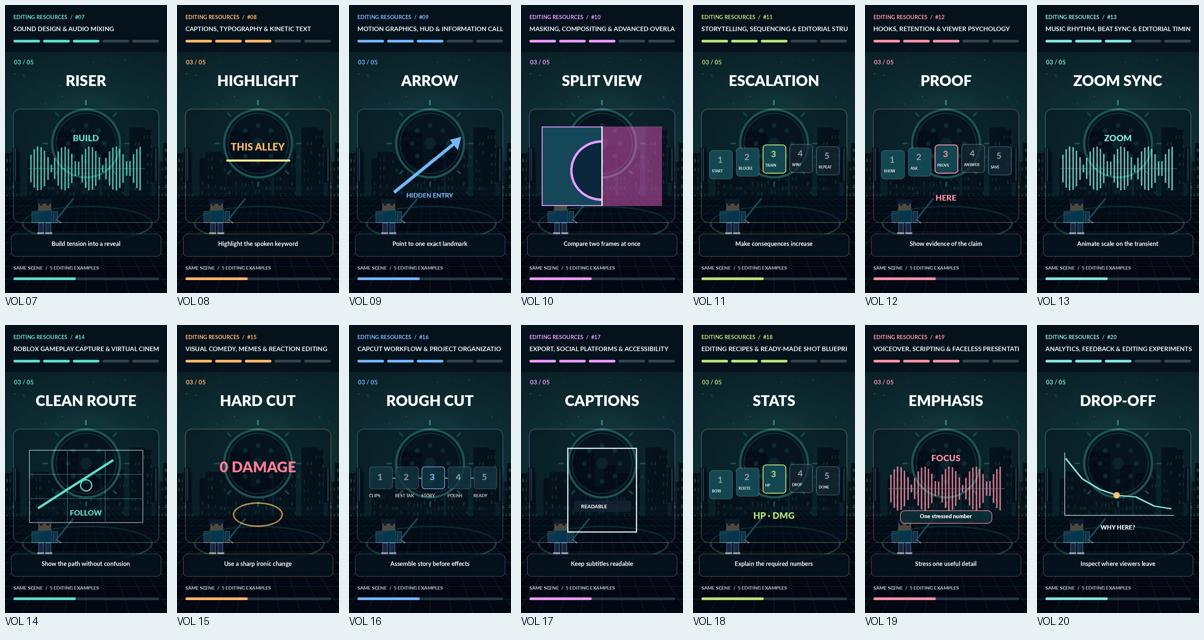 EDITING RESOURCES / #07
SOUND DESIGN & AUDIO MIXING
03 / 05
RISER
BUILD
Build tension into a reveal
SAME SCENE / 5 EDITING EXAMPLES
VOL 07
EDITING RESOURCES / #08
CAPTIONS, TYPOGRAPHY & KINETIC TEXT
03 / 05
HIGHLIGHT
THIS ALLEY
Highlight the spoken keyword
SAME SCENE / 5 EDITING EXAMPLES
VOL 08
EDITING RESOURCES / #09
MOTION GRAPHICS, HUD & INFORMATION CALL
03 / 05
ARROW
HIDDEN ENTRY
Point to one exact landmark
SAME SCENE / 5 EDITING EXAMPLES
VOL 09
EDITING RESOURCES / #10
MASKING, COMPOSITING & ADVANCED OVERLA
03 / 05
SPLIT VIEW
Compare two frames at once
SAME SCENE / 5 EDITING EXAMPLES
VOL 10
EDITING RESOURCES / #11
STORYTELLING, SEQUENCING & EDITORIAL STRU
03 / 05
ESCALATION
1 2 3 4 5
START BLOCKS TRAIN WIN? REPEAT
Make consequences increase
SAME SCENE / 5 EDITING EXAMPLES
VOL 11
EDITING RESOURCES / #12
HOOKS, RETENTION & VIEWER PSYCHOLOGY
03 / 05
PROOF
1 2 3 4 5
SHOW ASK PROVE ANSWER SAVE
HERE
Show evidence of the claim
SAME SCENE / 5 EDITING EXAMPLES
VOL 12
EDITING RESOURCES / #13
MUSIC RHYTHM, BEAT SYNC & EDITORIAL TIMIN
03 / 05
ZOOM SYNC
ZOOM
Animate scale on the transient
SAME SCENE / 5 EDITING EXAMPLES
VOL 13
EDITING RESOURCES / #14
ROBLOX GAMEPLAY CAPTURE & VIRTUAL CINEM
03 / 05
CLEAN ROUTE
FOLLOW
Show the path without confusion
SAME SCENE / 5 EDITING EXAMPLES
VOL 14
EDITING RESOURCES / #15
VISUAL COMEDY, MEMES & REACTION EDITING
03 / 05
HARD CUT
0 DAMAGE
Use a sharp ironic change
SAME SCENE / 5 EDITING EXAMPLES
VOL 15
EDITING RESOURCES / #16
CAPCUT WORKFLOW & PROJECT ORGANIZATIO
03 / 05
ROUGH CUT
1 2 3 4 5
CLIPS BEST TAK STORY POLISH READY
Assemble story before effects
SAME SCENE / 5 EDITING EXAMPLES
VOL 16
EDITING RESOURCES / #17
EXPORT, SOCIAL PLATFORMS & ACCESSIBILITY
03 / 05
CAPTIONS
READABLE
Keep subtitles readable
SAME SCENE / 5 EDITING EXAMPLES
VOL 17
EDITING RESOURCES / #18
EDITING RECIPES & READY-MADE SHOT BLUEPRI
03 / 05
STATS
1 2 3 4 5
BOSS ROUTE HP DROP DONE
HP · DMG
Explain the required numbers
SAME SCENE / 5 EDITING EXAMPLES
VOL 18
EDITING RESOURCES / #19
VOICEOVER, SCRIPTING & FACELESS PRESENTATI
03 / 05
EMPHASIS
FOCUS
One stressed number
Stress one useful detail
SAME SCENE / 5 EDITING EXAMPLES
VOL 19
EDITING RESOURCES / #20
ANALYTICS, FEEDBACK & EDITING EXPERIMENTS
03 / 05
DROP-OFF
WHY HERE?
Inspect where viewers leave
SAME SCENE / 5 EDITING EXAMPLES
VOL 20